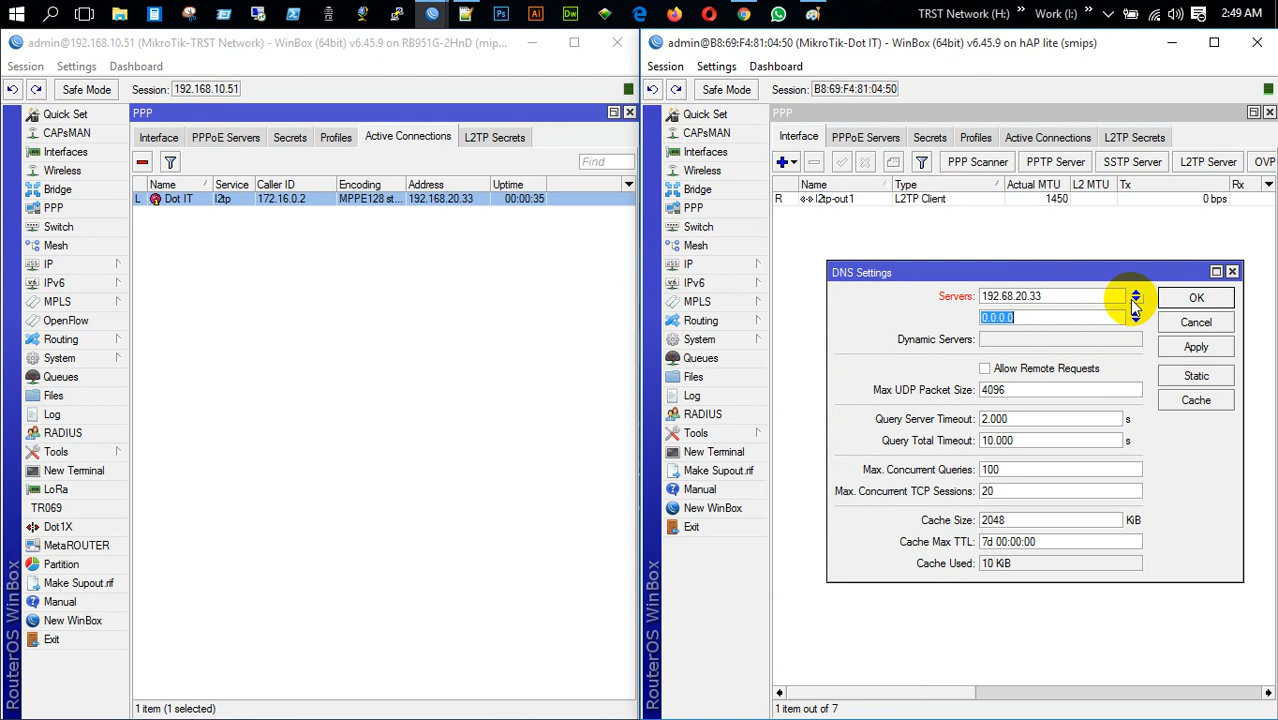 TRST Network (H:) Work (I:) 2:49 AM
admin@192.168.10.51 (MikroTik-TRST Network) - WinBox (64bit) v6.45.9 on RB951G-2HnD (mips...
Session Settings Dashboard
Safe Mode Session: 192.168.10.51
Quick Set
CAPsMAN
Interfaces
Wireless
Bridge
PPP
Switch
Mesh
IP
IPv6
MPLS
OpenFlow
Routing
System
Queues
Files
Log
RADIUS
Tools
New Terminal
LoRa
TR069
Dot1X
MetaROUTER
Partition
Make Supout.rif
Manual
New WinBox
Exit
RouterOS WinBox
PPP
Interface PPPoE Servers Secrets Profiles Active Connections L2TP Secrets
Find
Name Service Caller ID Encoding Address Uptime
L Dot IT l2tp 172.16.0.2 MPPE128 st... 192.168.20.33 00:00:35
1 item (1 selected)
admin@B8:69:F4:81:04:50 (MikroTik-Dot IT) - WinBox (64bit) v6.45.9 on hAP lite (smips)
Session Settings Dashboard
Safe Mode Session: B8:69:F4:81:04:50
Quick Set
CAPsMAN
Interfaces
Wireless
Bridge
PPP
Switch
Mesh
IP
IPv6
MPLS
Routing
System
Queues
Files
Log
RADIUS
Tools
New Terminal
Make Supout.rif
Manual
New WinBox
Exit
RouterOS WinBox
PPP
Interface PPPoE Servers Secrets Profiles Active Connections L2TP Secrets
PPP Scanner PPTP Server SSTP Server L2TP Server OVP
Name Type Actual MTU L2 MTU Tx Rx
R l2tp-out1 L2TP Client 1450 0 bps
DNS Settings
Servers: 192.68.20.33
0.0.0.0
Dynamic Servers:
Allow Remote Requests
Max UDP Packet Size: 4096
Query Server Timeout: 2.000 s
Query Total Timeout: 10.000 s
Max. Concurrent Queries: 100
Max. Concurrent TCP Sessions: 20
Cache Size: 2048 KiB
Cache Max TTL: 7d 00:00:00
Cache Used: 10 KiB
OK
Cancel
Apply
Static
Cache
1 item out of 7